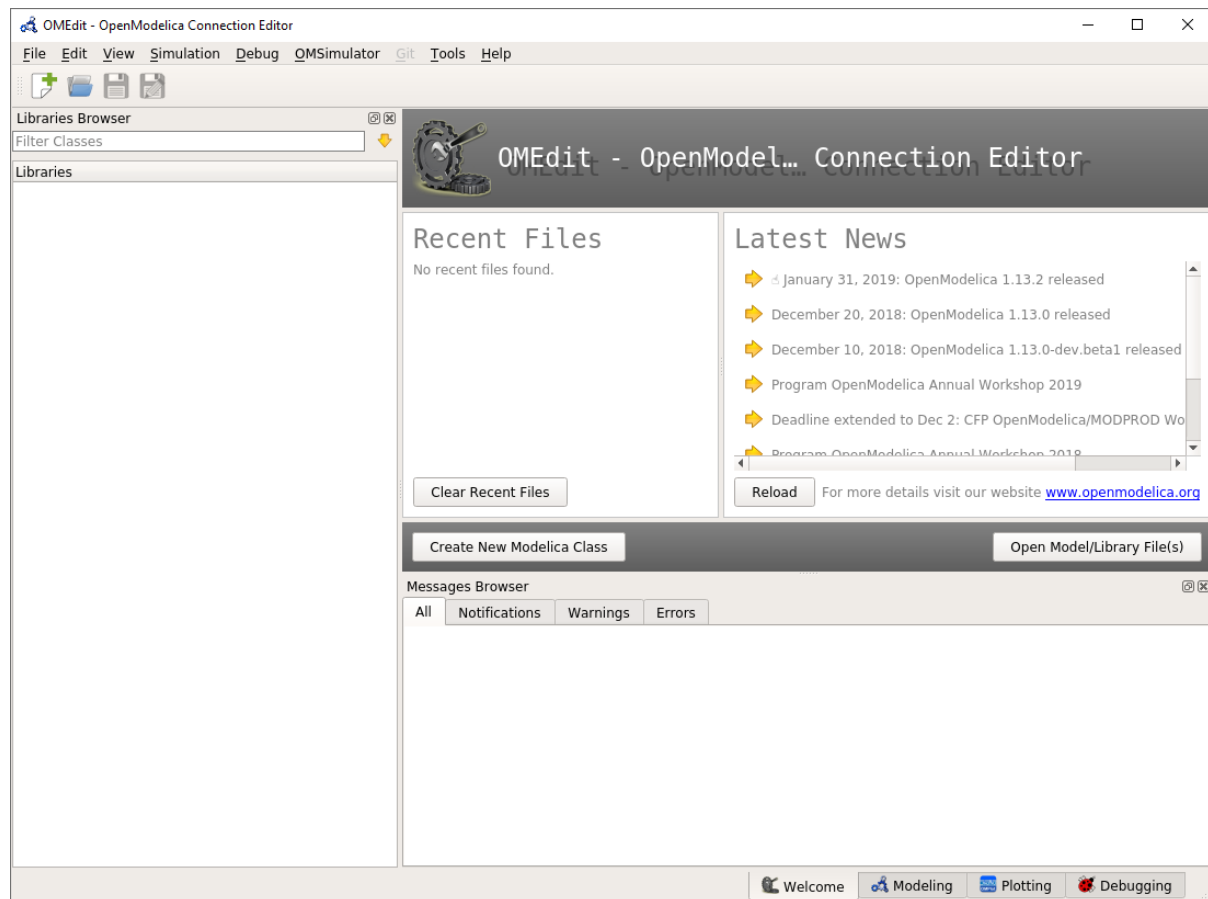 OMEdit - OpenModelica Connection Editor
File Edit View Simulation Debug OMSimulator Git Tools Help
Libraries Browser
Filter Classes
Libraries
OMEdit - OpenModel... Connection Editor
Recent Files
No recent files found.
Clear Recent Files
Latest News
January 31, 2019: OpenModelica 1.13.2 released
December 20, 2018: OpenModelica 1.13.0 released
December 10, 2018: OpenModelica 1.13.0-dev.beta1 released
Program OpenModelica Annual Workshop 2019
Deadline extended to Dec 2: CFP OpenModelica/MODPROD Wo
Program OpenModelica Annual Workshop 2018
Reload For more details visit our website www.openmodelica.org
Create New Modelica Class Open Model/Library File(s)
Messages Browser
All Notifications Warnings Errors
Welcome Modeling Plotting Debugging